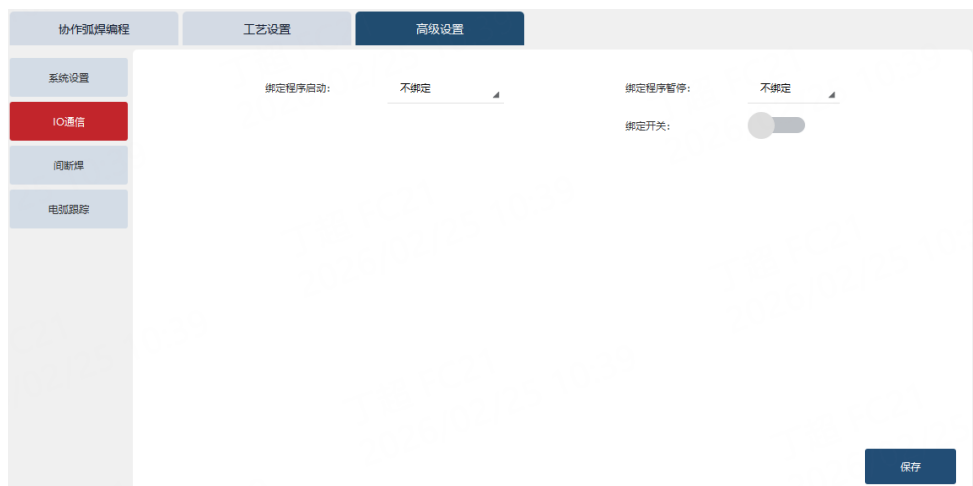 协作弧焊编程 工艺设置 高级设置
系统设置
绑定程序启动： 不绑定 绑定程序暂停： 不绑定
IO通信
绑定开关：
间断焊
电弧跟踪
保存